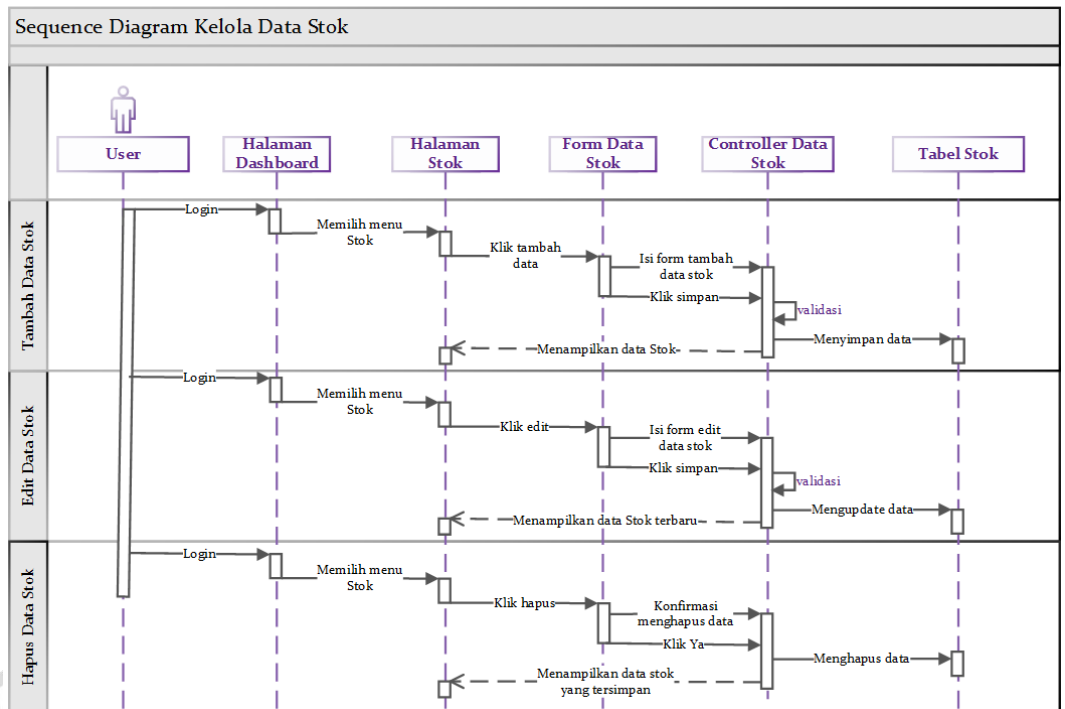 Sequence Diagram Kelola Data Stok
User
Halaman
Dashboard
Halaman
Stok
Form Data
Stok
Controller Data
Stok
Tabel Stok
Tambah Data Stok
Login
Memilih menu
Stok
Klik tambah
data
Isi form tambah
data stok
Klik simpan
validasi
Menyimpan data
Menampilkan data Stok
Edit Data Stok
Login
Memilih menu
Stok
Klik edit
Isi form edit
data stok
Klik simpan
validasi
Mengupdate data
Menampilkan data Stok terbaru
Hapus Data Stok
Login
Memilih menu
Stok
Klik hapus
Konfirmasi
menghapus data
Klik Ya
Menghapus data
Menampilkan data stok
yang tersimpan